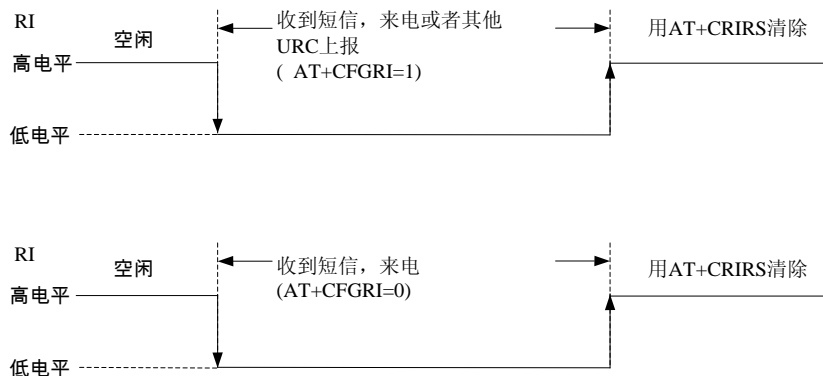 RI
空闲
收到短信，来电或者其他
URC上报
( AT+CFGRI=1)
用AT+CRIRS清除
高电平
低电平
RI
空闲
收到短信，来电
(AT+CFGRI=0)
用AT+CRIRS清除
高电平
低电平